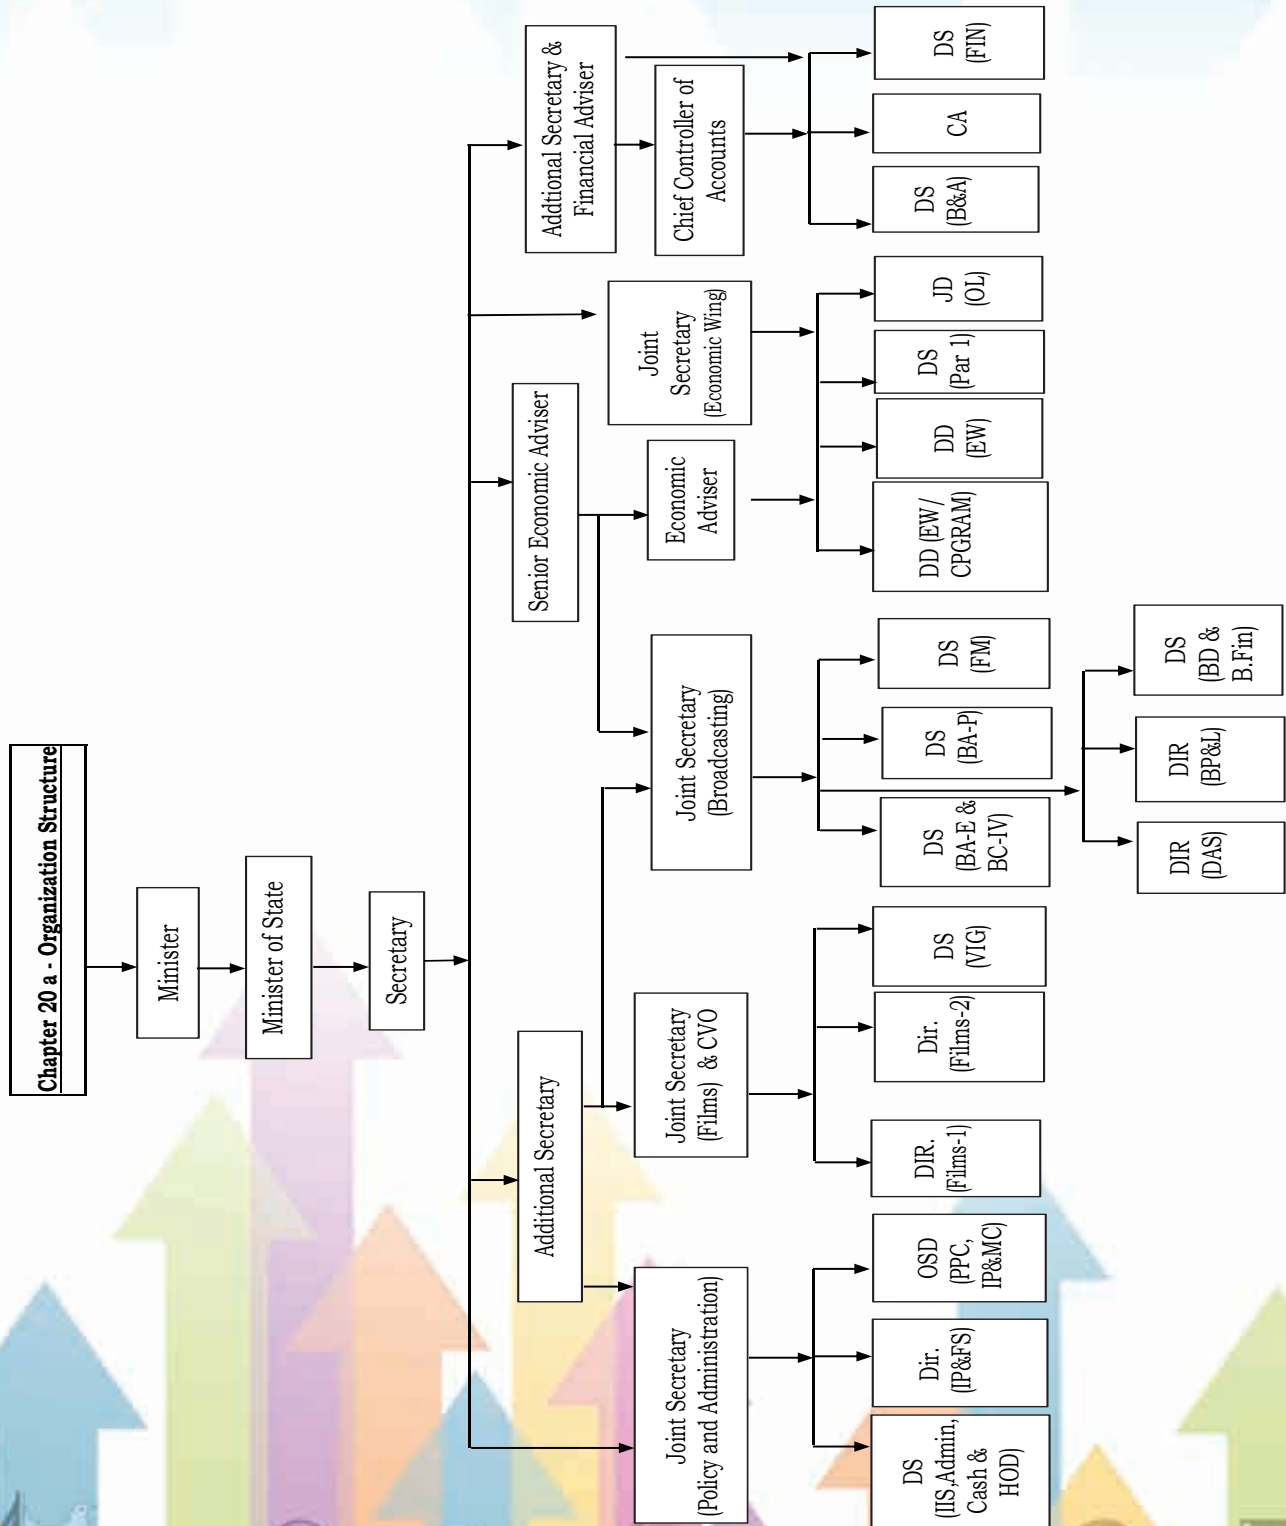 Chapter 20 a - Organization Structure
Minister
Minister of State
Secretary
Additional Secretary
Senior Economic Adviser
Addtional Secretary &
Financial Adviser
Joint Secretary
(Policy and Administration)
Joint Secretary
(Films) & CVO
Joint Secretary
(Broadcasting)
Economic
Adviser
Joint
Secretary
(Economic Wing)
Chief Controller of
Accounts
DS
(IIS,Admin,
Cash &
HOD)
Dir.
(IP&FS)
OSD
(PPC,
IP&MC)
DIR.
(Films-1)
Dir.
(Films-2)
DS
(VIG)
DS
(BA-E &
BC-IV)
DS
(BA-P)
DS
(FM)
DD (EW/
CPGRAM)
DD
(EW)
DS
(Par 1)
JD
(OL)
DS
(B&A)
CA
DS
(FIN)
DIR
(DAS)
DIR
(BP&L)
DS
(BD &
B.Fin)